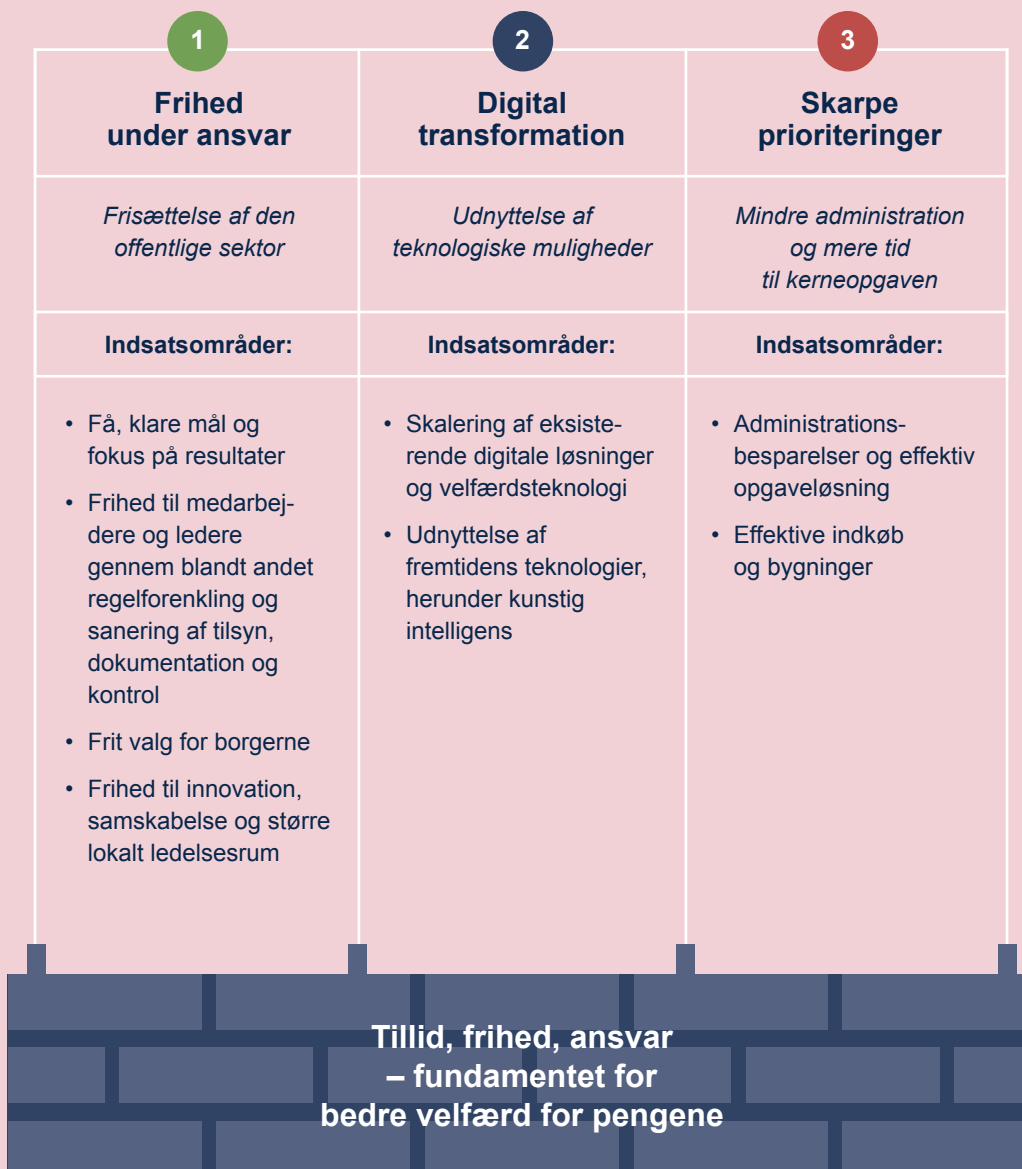 1
Frihed
under ansvar
Frisættelse af den
offentlige sektor
Indsatsområder:
• Få, klare mål og
fokus på resultater
• Frihed til medarbej-
dere og ledere
gennem blandt andet
regelforenkling og
sanering af tilsyn,
dokumentation og
kontrol
• Frit valg for borgerne
• Frihed til innovation,
samskabelse og større
lokalt ledelsesrum
2
Digital
transformation
Udnyttelse af
teknologiske muligheder
Indsatsområder:
• Skalering af eksiste-
rende digitale løsninger
og velfærdsteknologi
• Udnyttelse af
fremtidens teknologier,
herunder kunstig
intelligens
3
Skarpe
prioriteringer
Mindre administration
og mere tid
til kerneopgaven
Indsatsområder:
• Administrations-
besparelser og effektiv
opgaveløsning
• Effektive indkøb
og bygninger
Tillid, frihed, ansvar
– fundamentet for
bedre velfærd for pengene